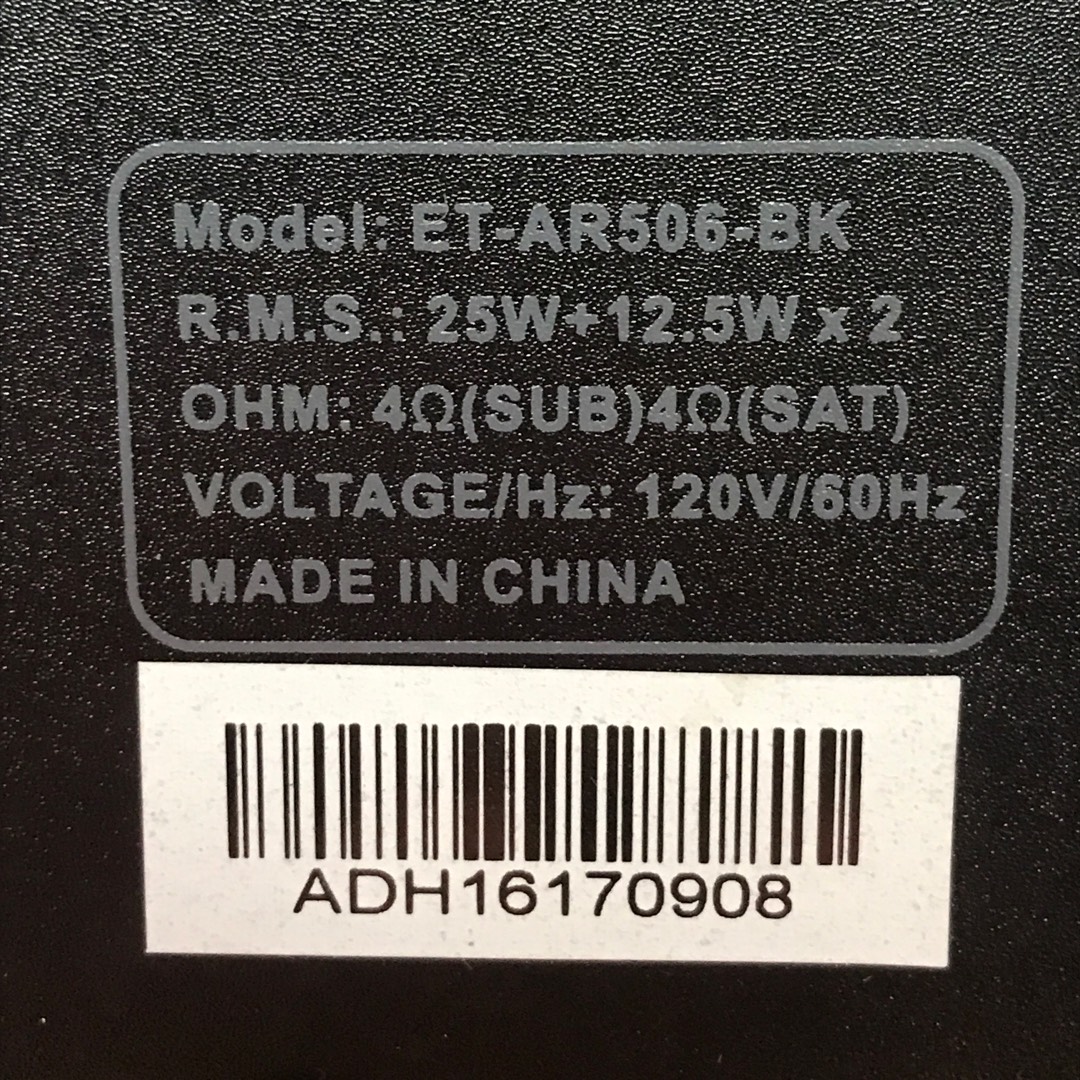 Model: ET-AR506-BK
R.M.S.: 25W+12.5W x 2
OHM: 4Ω(SUB)4Ω(SAT)
VOLTAGE/Hz: 120V/60Hz
MADE IN CHINA
ADH16170908